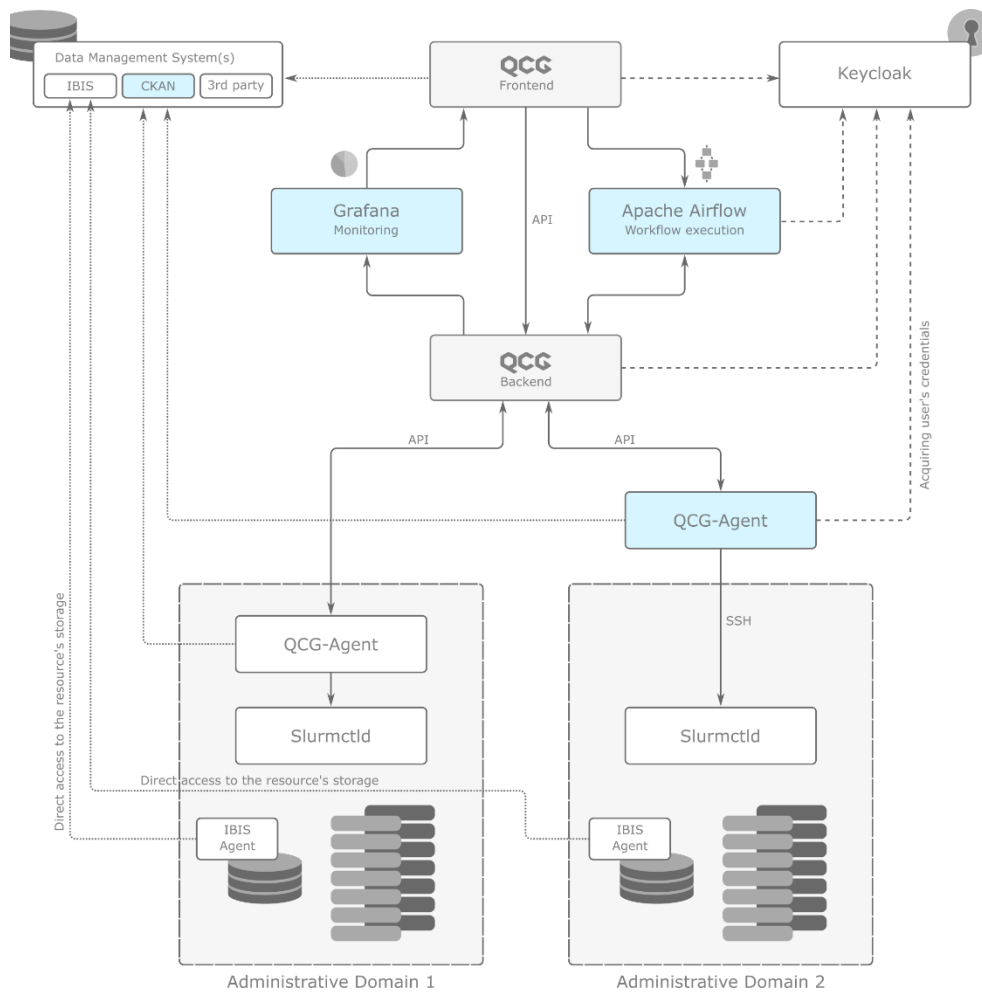 Data Management System(s)
IBIS
CKAN
3rd party
QCG
Frontend
Keycloak
Grafana
Monitoring
API
Apache Airflow
Workflow execution
QCG
Backend
Acquiring user's credentials
API
API
QCG-Agent
Direct access to the resource's storage
QCG-Agent
SSH
Slurmctld
Slurmctld
Direct access to the resource's storage
IBIS
Agent
IBIS
Agent
Administrative Domain 1
Administrative Domain 2